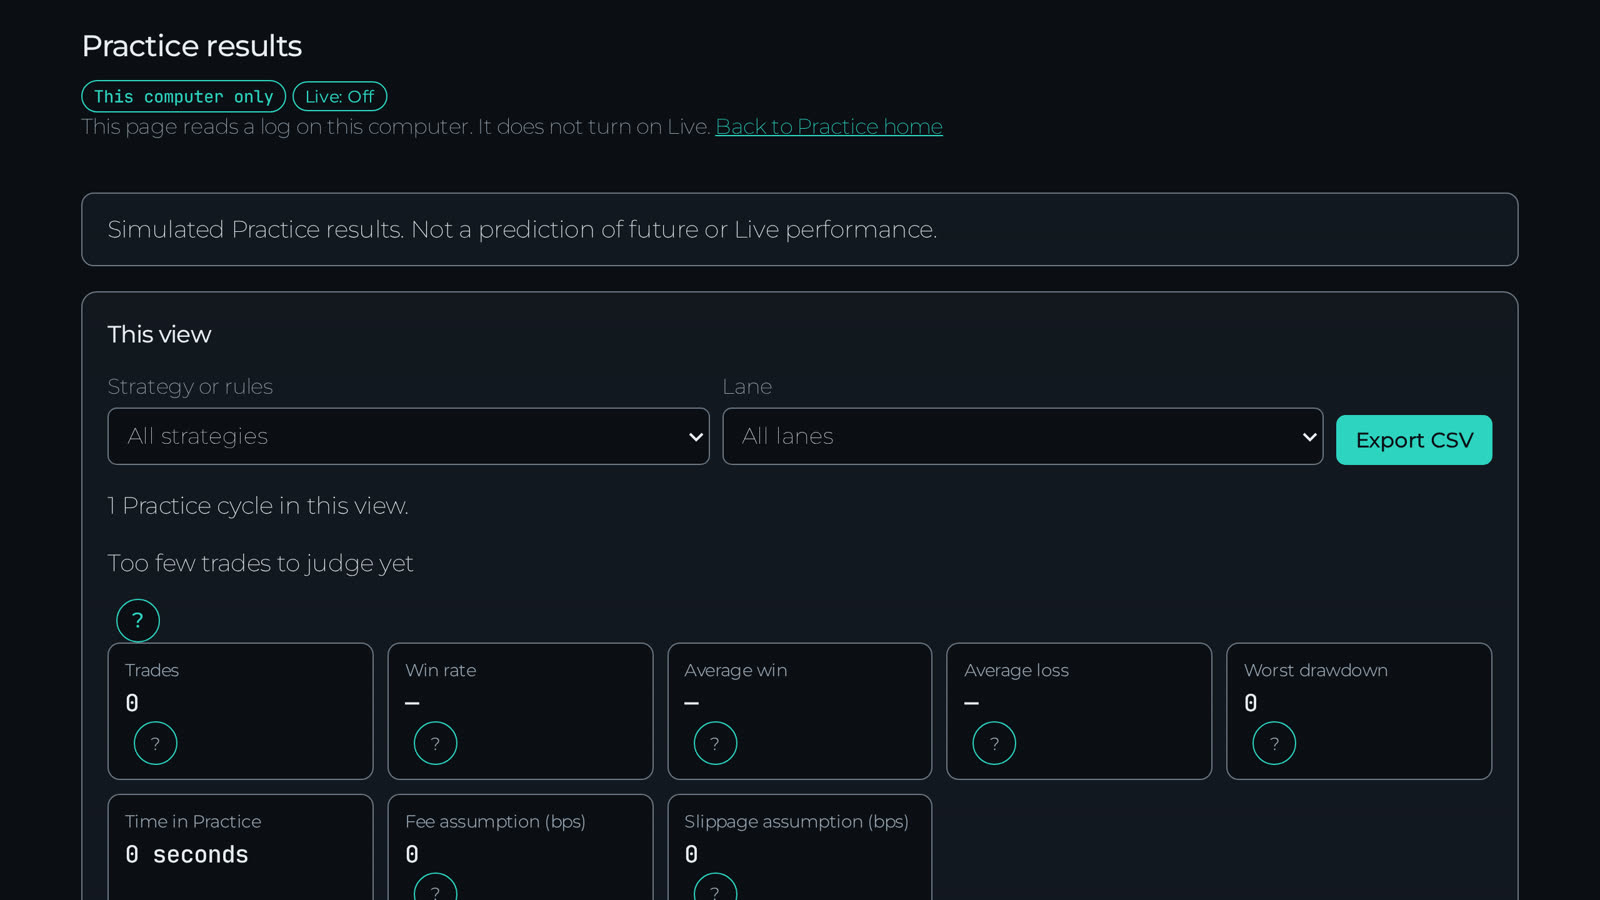 Practice results
This computer only Live: Off
This page reads a log on this computer. It does not turn on Live. Back to Practice home
Simulated Practice results. Not a prediction of future or Live performance.
This view
Strategy or rules Lane
All strategies All lanes Export CSV
1 Practice cycle in this view.
Too few trades to judge yet
?
Trades Win rate Average win Average loss Worst drawdown
0 – – – 0
? ? ? ? ?
Time in Practice Fee assumption (bps) Slippage assumption (bps)
0 seconds 0 0
? ?